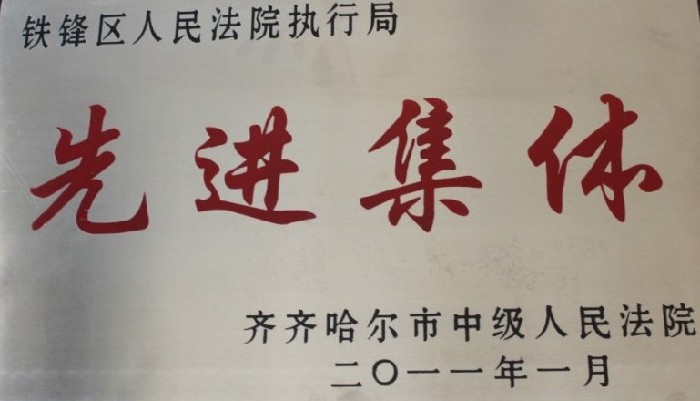 铁锋区人民法院执行局
先进集体
齐齐哈尔市中级人民法院
二〇一一年一月